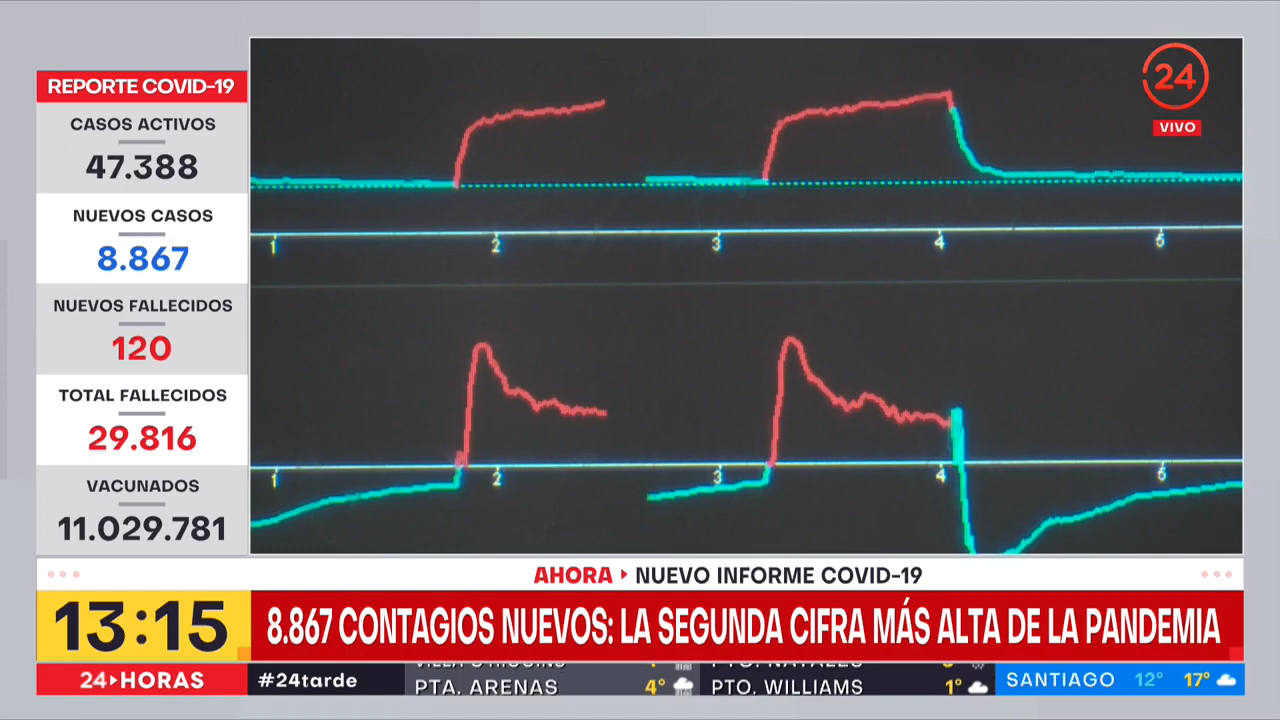 REPORTE COVID-19
CASOS ACTIVOS
47.388
NUEVOS CASOS
8.867
NUEVOS FALLECIDOS
120
TOTAL FALLECIDOS
29.816
VACUNADOS
11.029.781
24
VIVO
1 2 3 4 5
1 2 3 4 5
AHORA NUEVO INFORME COVID-19
13:15
8.867 CONTAGIOS NUEVOS: LA SEGUNDA CIFRA MÁS ALTA DE LA PANDEMIA
24 HORAS
#24tarde
PTA. ARENAS 4°
PTO. WILLIAMS 1°
SANTIAGO 12° 17°